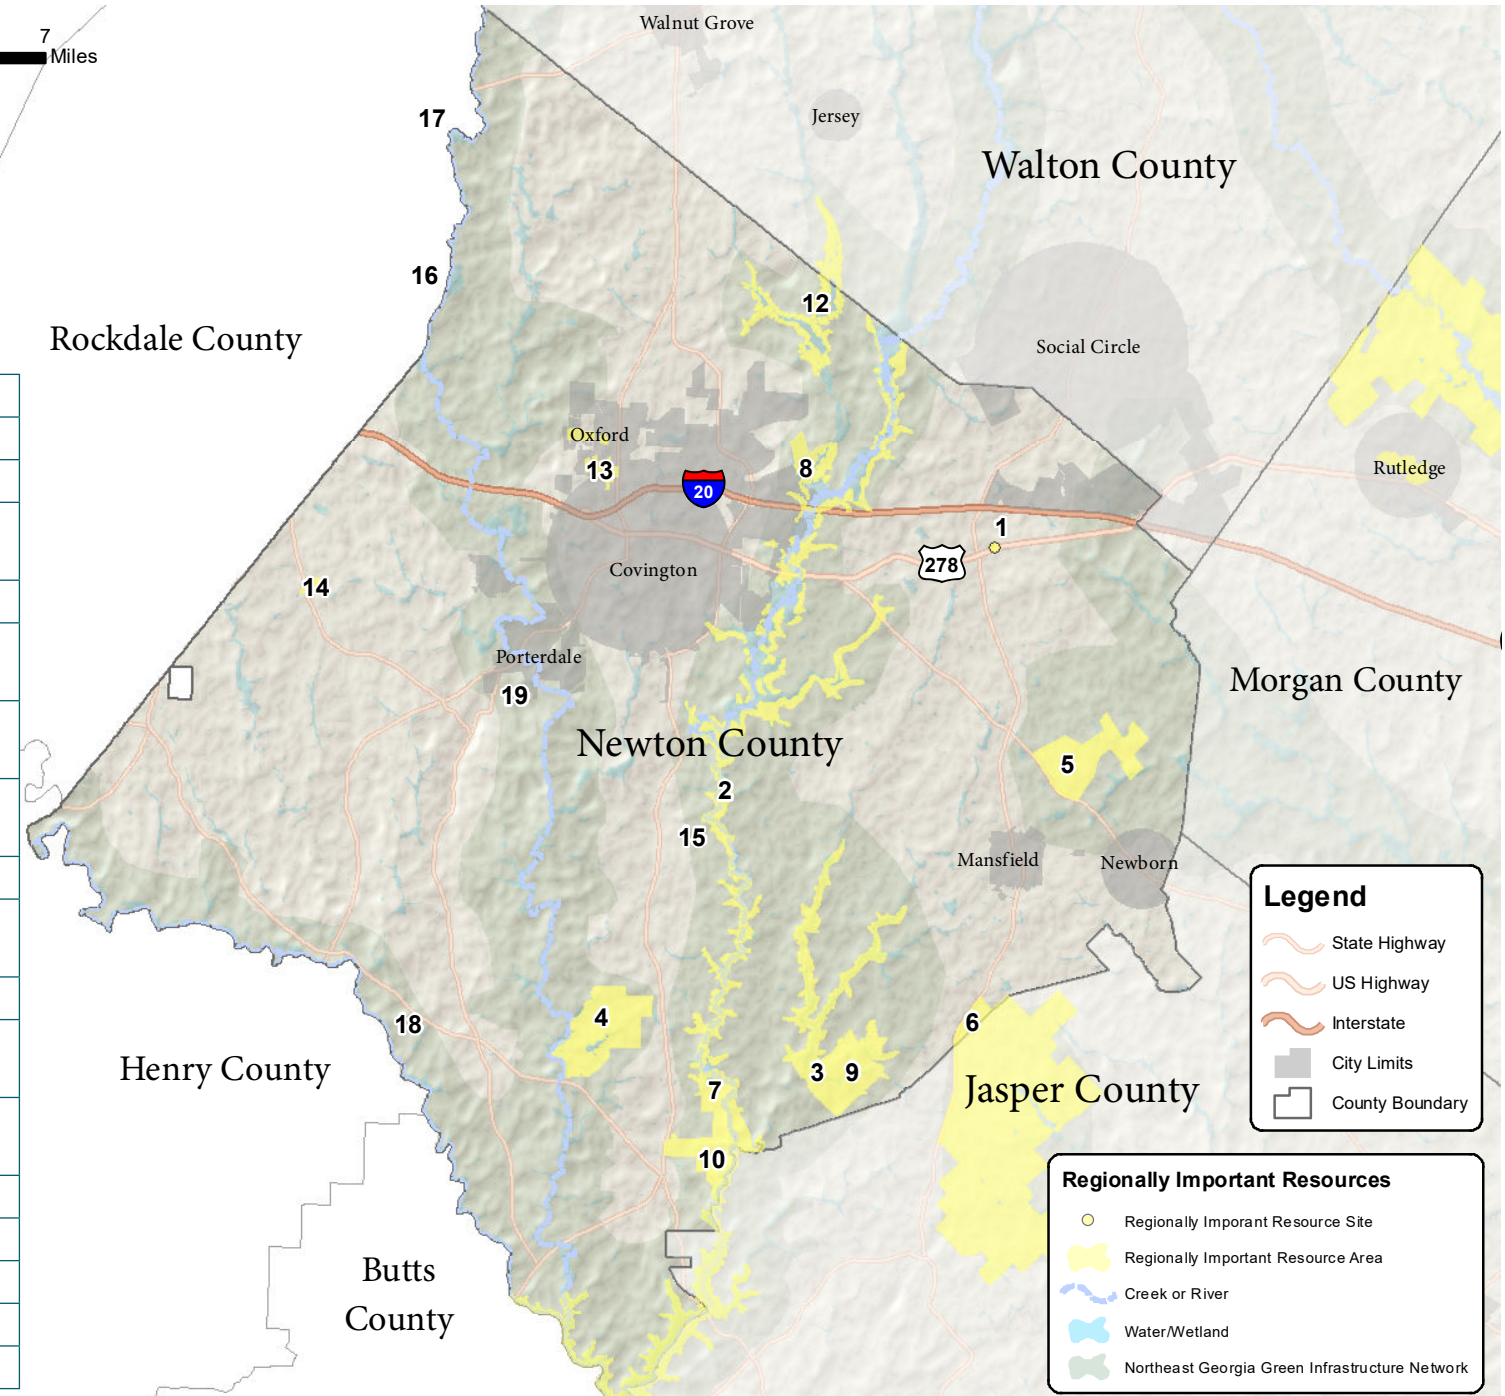 Walnut Grove
7
Miles
17
Jersey
Walton County
16
12
Rockdale County
Social Circle
Oxford
13
8
Rutledge
20
1
278
Covington
14
Porterdale
19
Morgan County
Newton County
5
2
15
Mansfield
Newborn
Legend
State Highway
US Highway
Interstate
City Limits
County Boundary
4
18
6
Henry County
3
9
7
Jasper County
10
Regionally Important Resources
Regionally Imporant Resource Site
Regionally Important Resource Area
Creek or River
Water/Wetland
Northeast Georgia Green Infrastructure Network
Butts
County